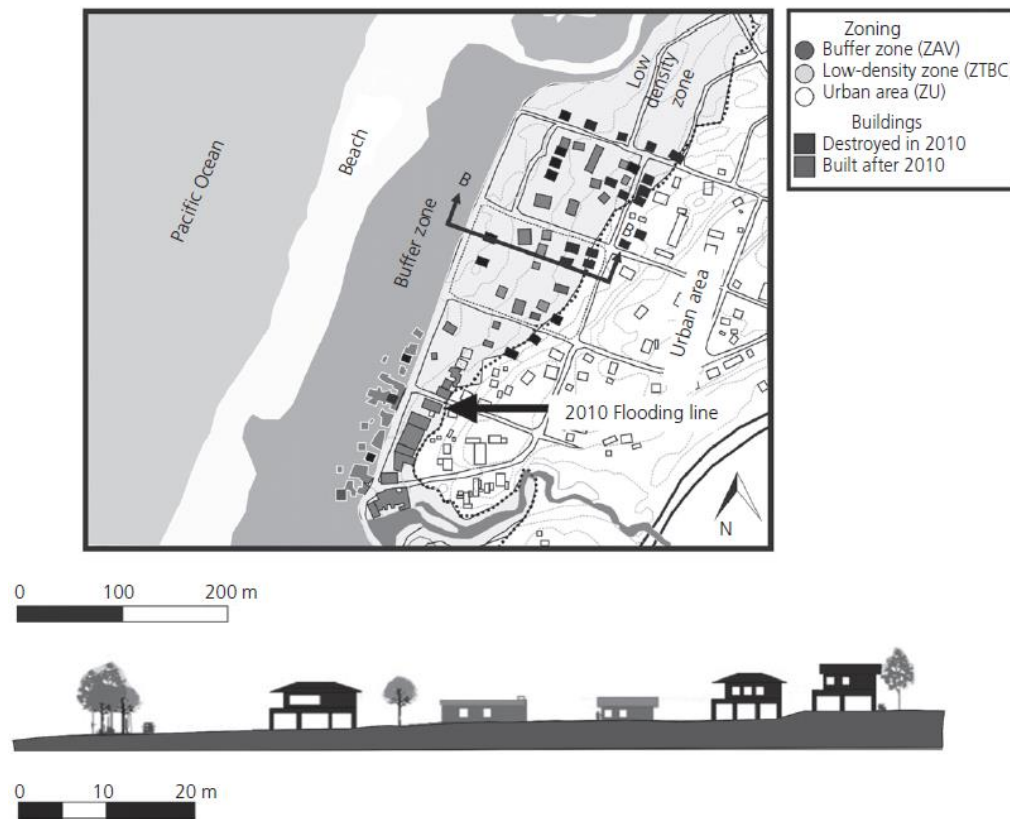 Pacific Ocean
Beach
Buffer zone
B
B
Low
density
zone
Urban area
2010 Flooding line
N
Zoning
Buffer zone (ZAV)
Low-density zone (ZTBC)
Urban area (ZU)
Buildings
Destroyed in 2010
Built after 2010
0 100 200 m
0 10 20 m